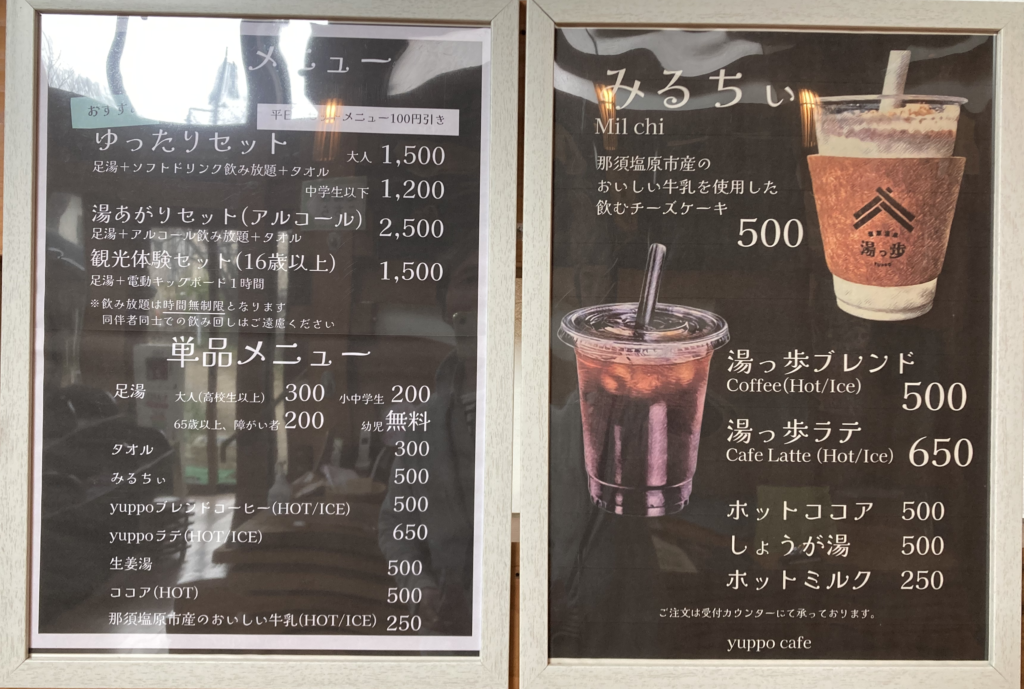 メニュー
おすす
平日 メニュー100円引き
ゆったりセット
足湯+ソフトドリンク飲み放題+タオル
大人 1,500
中学生以下 1,200
湯あがりセット(アルコール)
足湯+アルコール飲み放題+タオル
2,500
観光体験セット(16歳以上)
足湯+電動キックボード1時間
1,500
※飲み放題は時間無制限となります
同伴者同士での飲み回しはご遠慮ください
単品メニュー
足湯 大人(高校生以上) 300 小中学生 200
65歳以上、障がい者 200 幼児 無料
タオル 300
みるちぃ 500
yuppoブレンドコーヒー(HOT/ICE) 500
yuppoラテ(HOT/ICE) 650
生姜湯 500
ココア(HOT) 500
那須塩原市産のおいしい牛乳(HOT/ICE) 250
みるちぃ
Mil chi
那須塩原市産の
おいしい牛乳を使用した
飲むチーズケーキ
500
湯っ歩
湯っ歩ブレンド
Coffee(Hot/Ice)
500
湯っ歩ラテ
Cafe Latte (Hot/Ice)
650
ホットココア 500
しょうが湯 500
ホットミルク 250
ご注文は受付カウンターにて承っております。
yuppo cafe